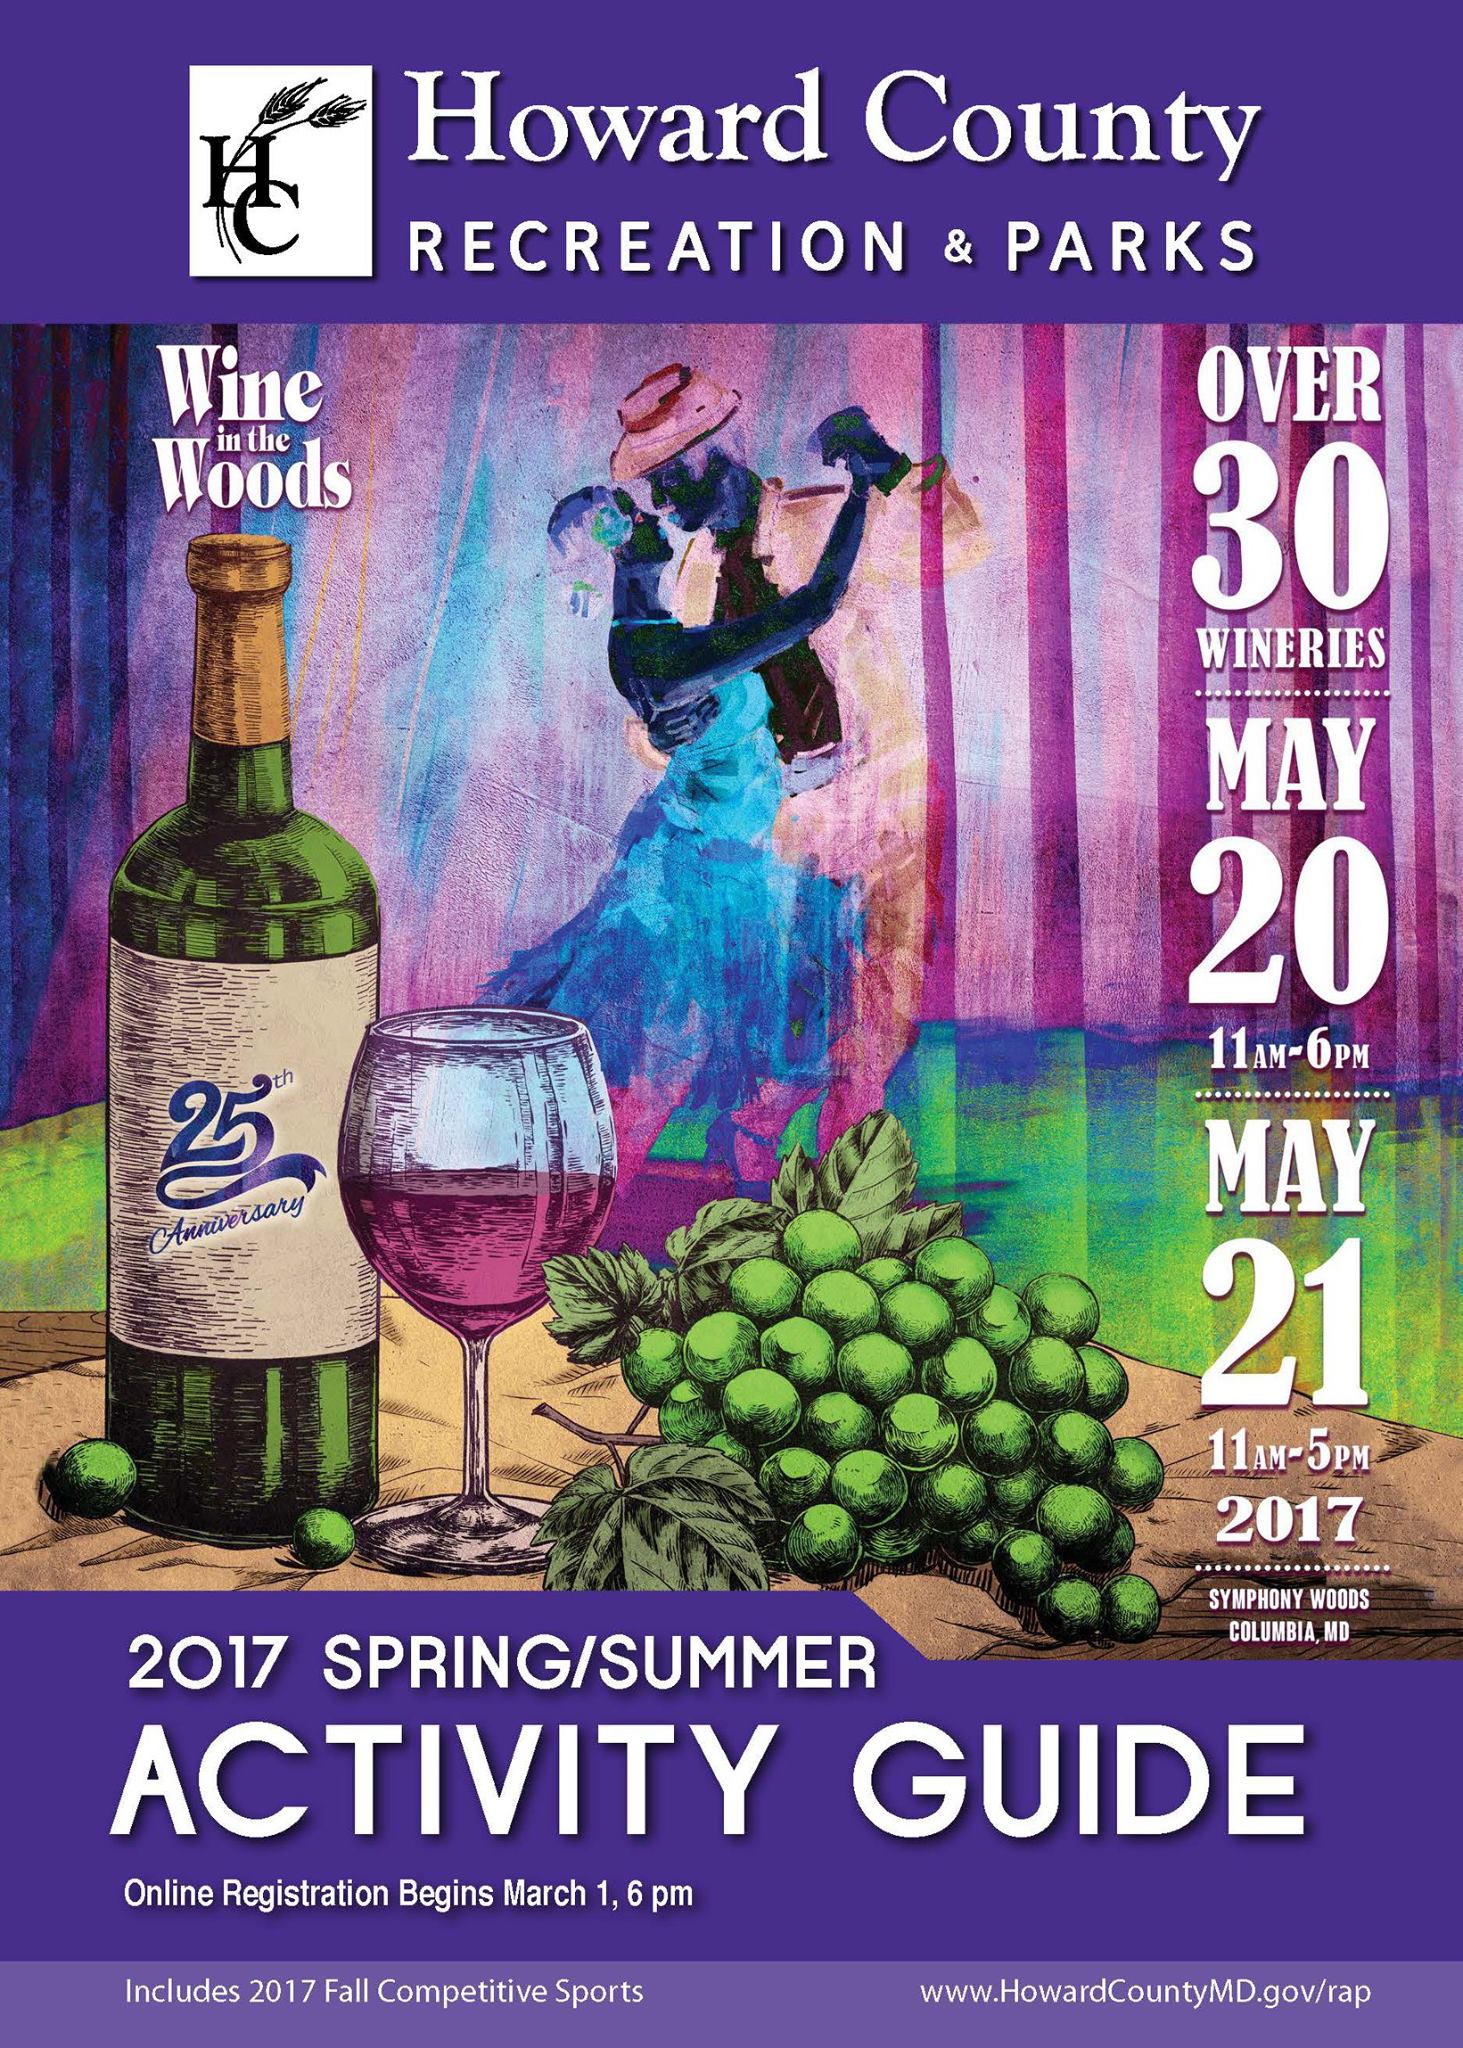 HC
Howard County
RECREATION & PARKS
Wine
in the
Woods
OVER
30
WINERIES
MAY
20
11AM-6PM
MAY
21
11AM-5PM
2017
SYMPHONY WOODS
COLUMBIA, MD
25th
Anniversary
2017 SPRING/SUMMER
ACTIVITY GUIDE
Online Registration Begins March 1, 6 pm
Includes 2017 Fall Competitive Sports
www.HowardCountyMD.gov/rap